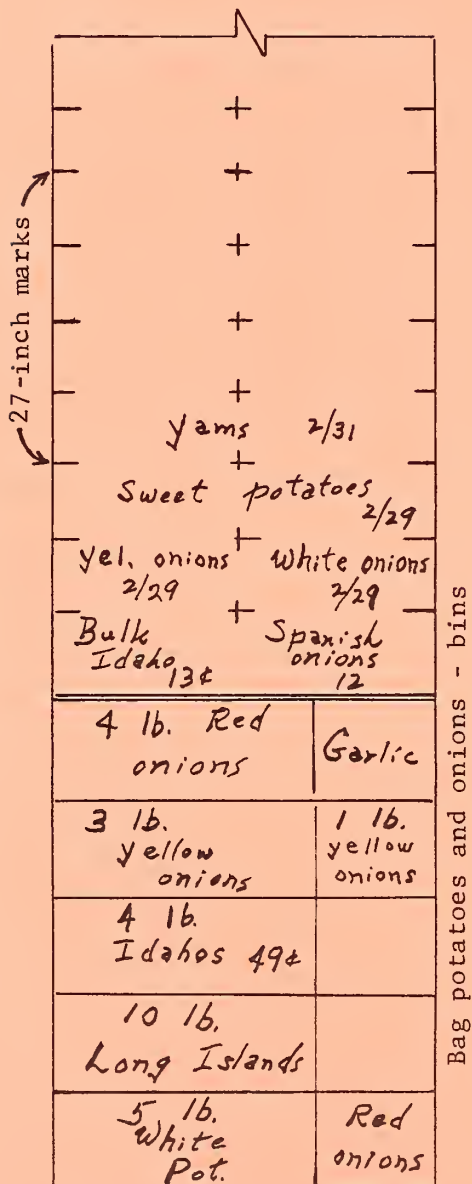 27-inch marks
Yams 2/31
Sweet potatoes
2/29
Yel. onions White onions
2/29 2/29
Bulk Spanish
Idaho onions
13¢ 12
4 lb. Red
onions
Garlic
3 lb.
yellow
onions
1 lb.
yellow
onions
4 lb.
Idahos 49¢
10 lb.
Long Islands
5 lb.
White
Pot.
Red
onions
Bag potatoes and onions - bins